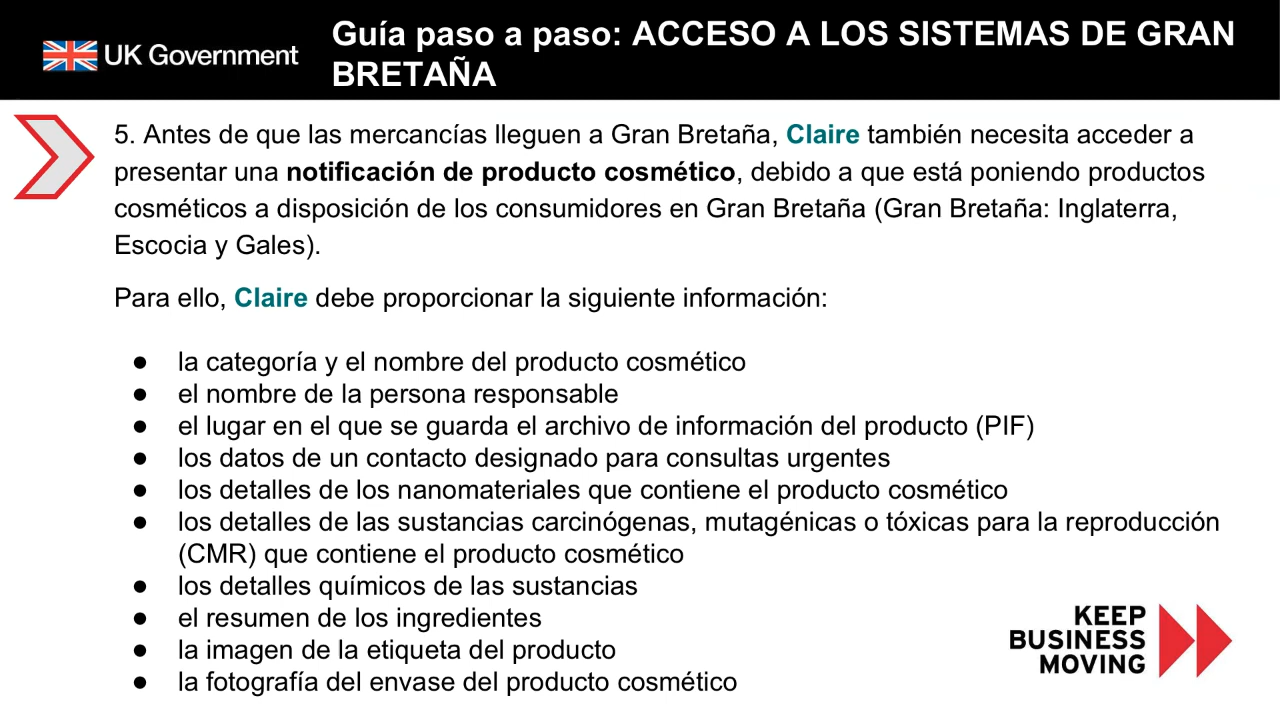 UK Government
Guía paso a paso: ACCESO A LOS SISTEMAS DE GRAN
BRETAÑA
5. Antes de que las mercancías lleguen a Gran Bretaña, Claire también necesita acceder a
presentar una notificación de producto cosmético, debido a que está poniendo productos
cosméticos a disposición de los consumidores en Gran Bretaña (Gran Bretaña: Inglaterra,
Escocia y Gales).
Para ello, Claire debe proporcionar la siguiente información:
● la categoría y el nombre del producto cosmético
● el nombre de la persona responsable
● el lugar en el que se guarda el archivo de información del producto (PIF)
● los datos de un contacto designado para consultas urgentes
● los detalles de los nanomateriales que contiene el producto cosmético
● los detalles de las sustancias carcinógenas, mutagénicas o tóxicas para la reproducción
(CMR) que contiene el producto cosmético
● los detalles químicos de las sustancias
● el resumen de los ingredientes
● la imagen de la etiqueta del producto
● la fotografía del envase del producto cosmético
KEEP
BUSINESS
MOVING